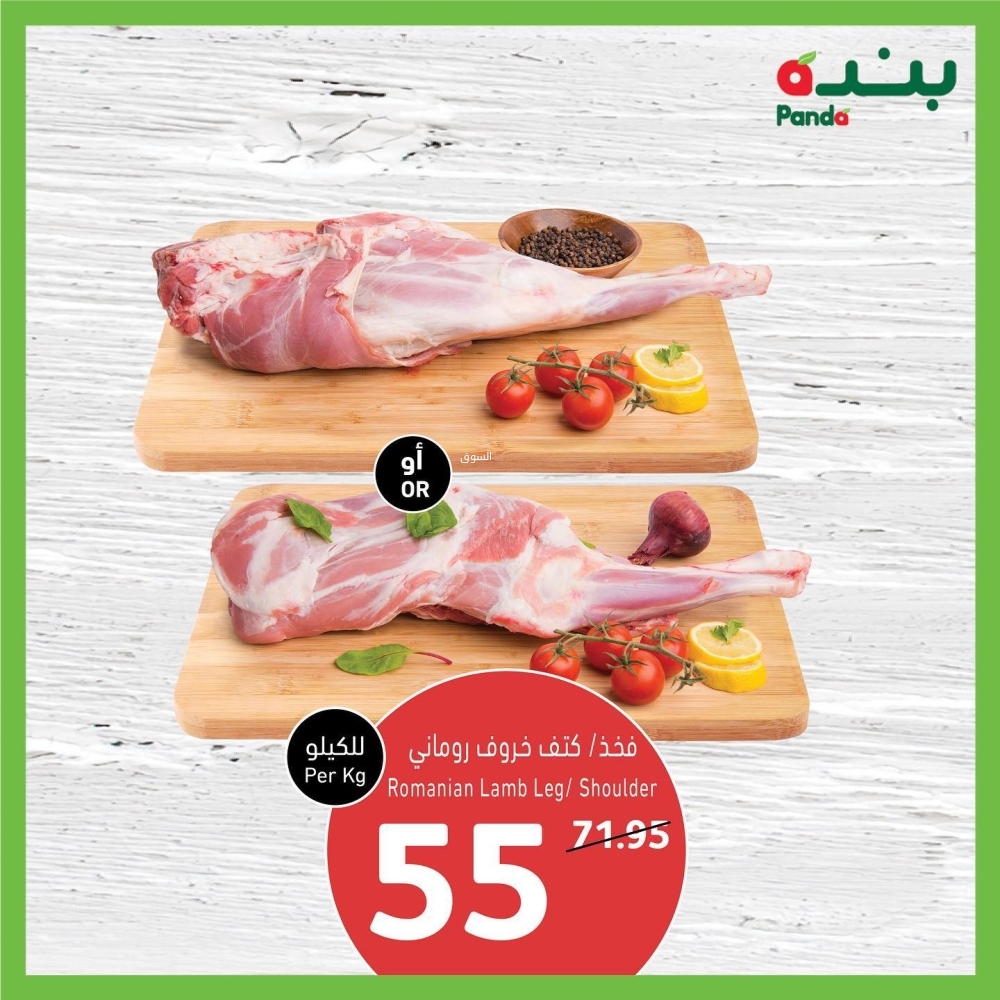 بنده
Panda
أو
OR
السوق
للكيلو
Per Kg
فخذ/ كتف خروف روماني
Romanian Lamb Leg/ Shoulder
71.95
55